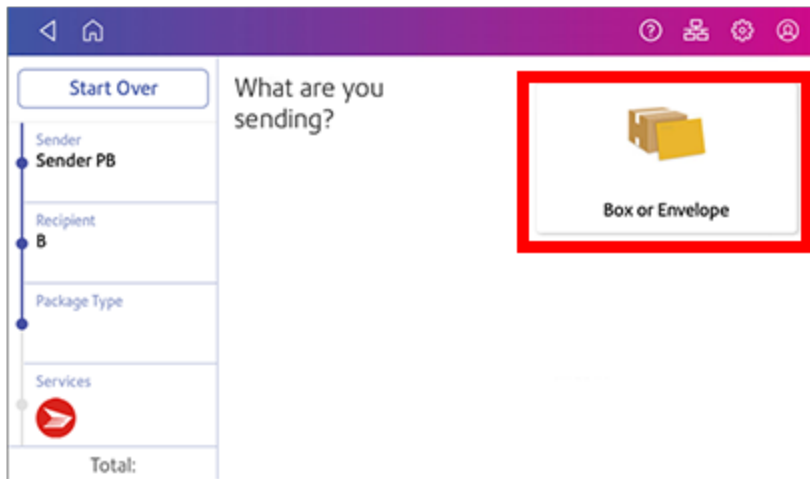 Start Over
Sender
Sender PB
Recipient
B
Package Type
Services
Total:
What are you
sending?
Box or Envelope